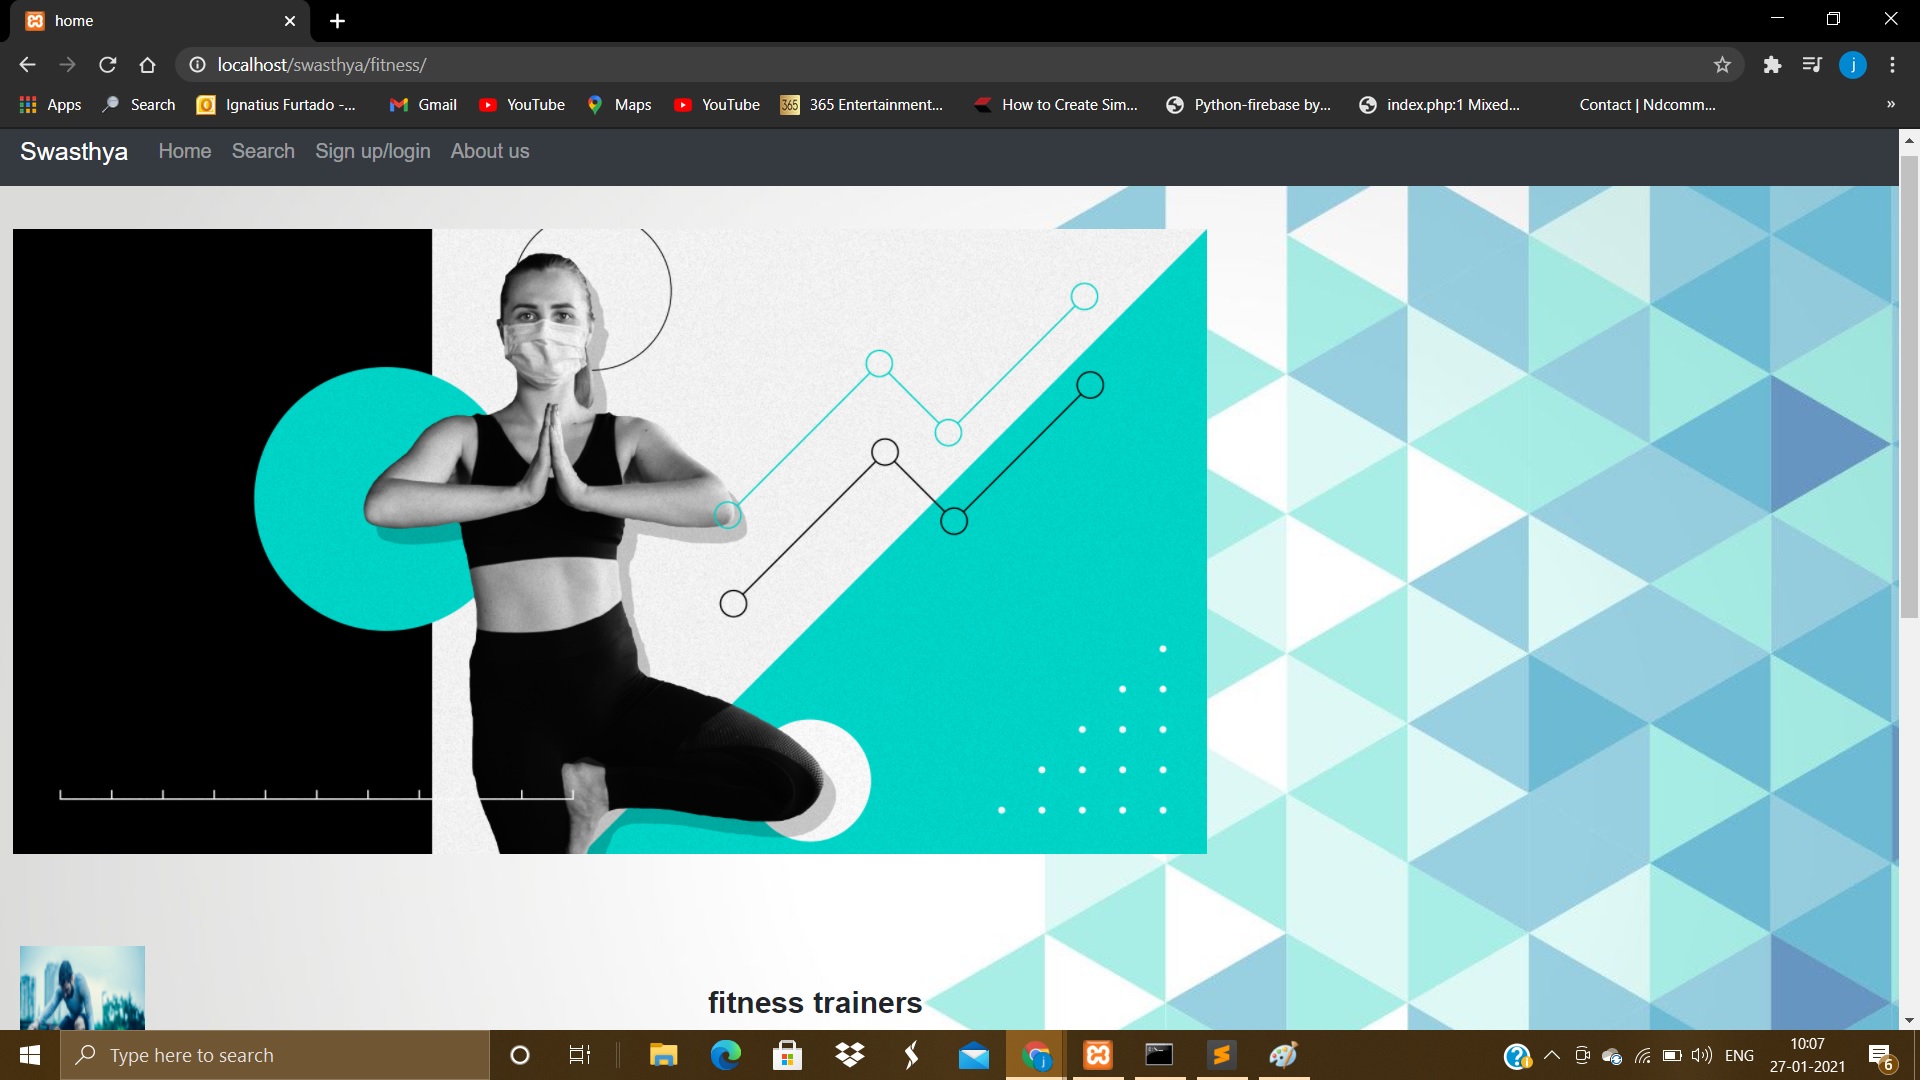 home
localhost/swasthya/fitness/
Apps Search Ignatius Furtado -... Gmail YouTube Maps YouTube 365 365 Entertainment... How to Create Sim... Python-firebase by... index.php:1 Mixed... Contact | Ndcomm... »
j
Swasthya Home Search Sign up/login About us
fitness trainers
Type here to search
ENG
10:07
27-01-2021
6